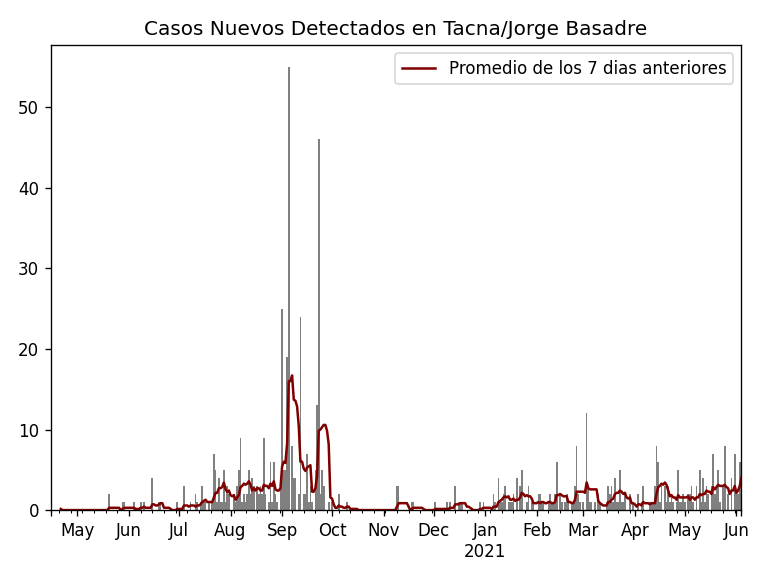 Casos Nuevos Detectados en Tacna/Jorge Basadre
Promedio de los 7 dias anteriores
50
40
30
20
10
0
May Jun Jul Aug Sep Oct Nov Dec Jan Feb Mar Apr May Jun
2021